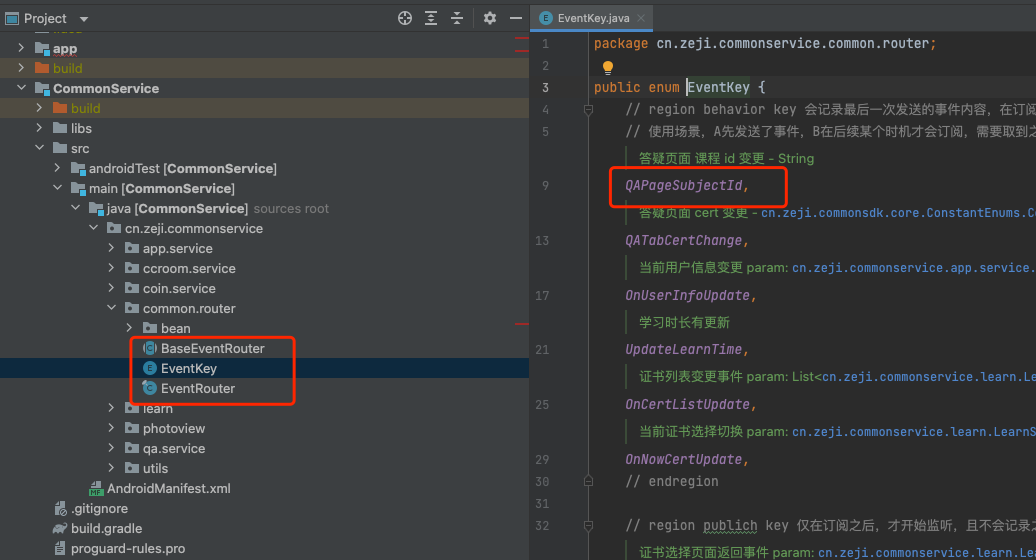 Project
EventKey.java
app
build
CommonService
build
libs
src
androidTest [CommonService]
main [CommonService]
java [CommonService] sources root
cn.zeji.commonservice
app.service
ccroom.service
coin.service
common.router
bean
BaseEventRouter
EventKey
EventRouter
learn
photoview
qa.service
utils
AndroidManifest.xml
.gitignore
build.gradle
proguard-rules.pro
1 package cn.zeji.commonservice.common.router;
2
3 public enum EventKey {
4 // region behavior key 会记录最后一次发送的事件内容，在订阅
5 // 使用场景，A先发送了事件，B在后续某个时机才会订阅，需要取到之
答疑页面 课程 id 变更 - String
9 QAPageSubjectId,
答疑页面 cert 变更 - cn.zeji.commonsdk.core.ConstantEnums.Co
13 QATabCertChange,
当前用户信息变更 param: cn.zeji.commonservice.app.service.
17 OnUserInfoUpdate,
学习时长有更新
21 UpdateLearnTime,
证书列表变更事件 param: List<cn.zeji.commonservice.learn.Le
25 OnCertListUpdate,
当前证书选择切换 param: cn.zeji.commonservice.learn.LearnS
29 OnNowCertUpdate,
30 // endregion
31
32 // region publich key 仅在订阅之后，才开始监听，且不会记录之
证书选择页面返回事件 param: cn.zeji.commonservice.learn.Lea